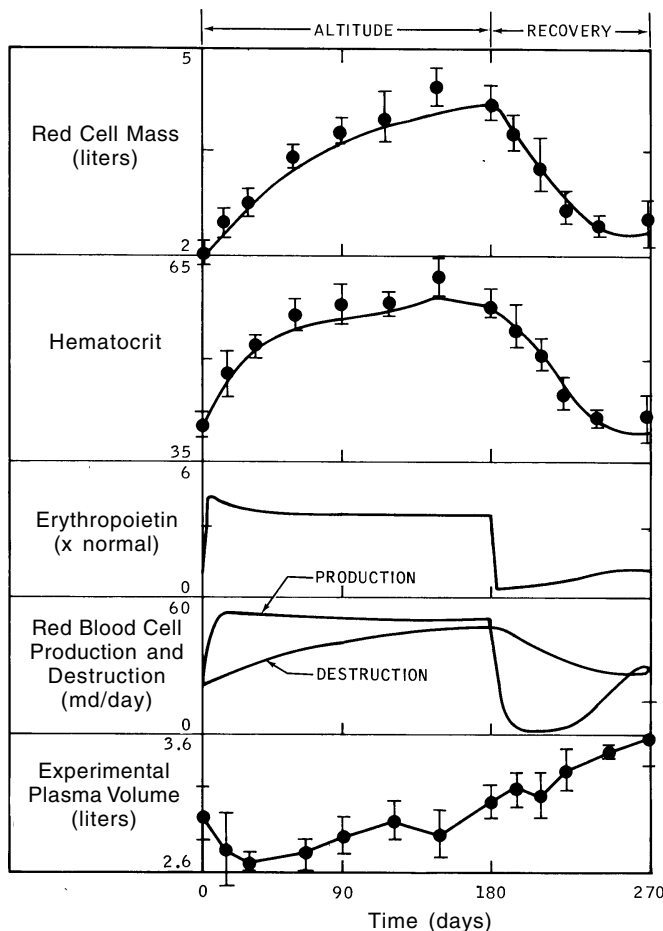 ALTITUDE RECOVERY
5
Red Cell Mass
(liters)
2
65
Hematocrit
35
6
Erythropoietin
(x normal)
0
PRODUCTION
60
Red Blood Cell
Production and
Destruction
(md/day)
DESTRUCTION
0
3.6
Experimental
Plasma Volume
(liters)
2.6
0 90 180 270
Time (days)